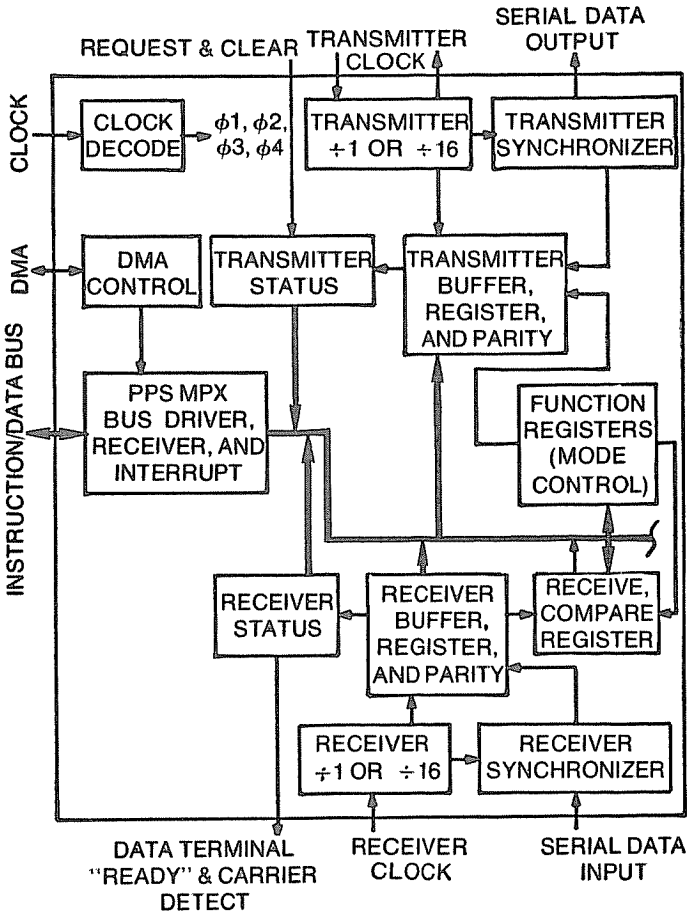 SERIAL DATA
OUTPUT
REQUEST & CLEAR
TRANSMITTER
CLOCK
CLOCK
CLOCK
DECODE
ϕ1, ϕ2,
ϕ3, ϕ4
TRANSMITTER
÷1 OR ÷16
TRANSMITTER
SYNCHRONIZER
DMA
DMA
CONTROL
TRANSMITTER
STATUS
TRANSMITTER
BUFFER,
REGISTER,
AND PARITY
INSTRUCTION/DATA BUS
PPS MPX
BUS DRIVER,
RECEIVER, AND
INTERRUPT
FUNCTION
REGISTERS
(MODE
CONTROL)
RECEIVER
STATUS
RECEIVER
BUFFER,
REGISTER,
AND PARITY
RECEIVE,
COMPARE
REGISTER
RECEIVER
÷1 OR ÷16
RECEIVER
SYNCHRONIZER
DATA TERMINAL
"READY" & CARRIER
DETECT
RECEIVER
CLOCK
SERIAL DATA
INPUT